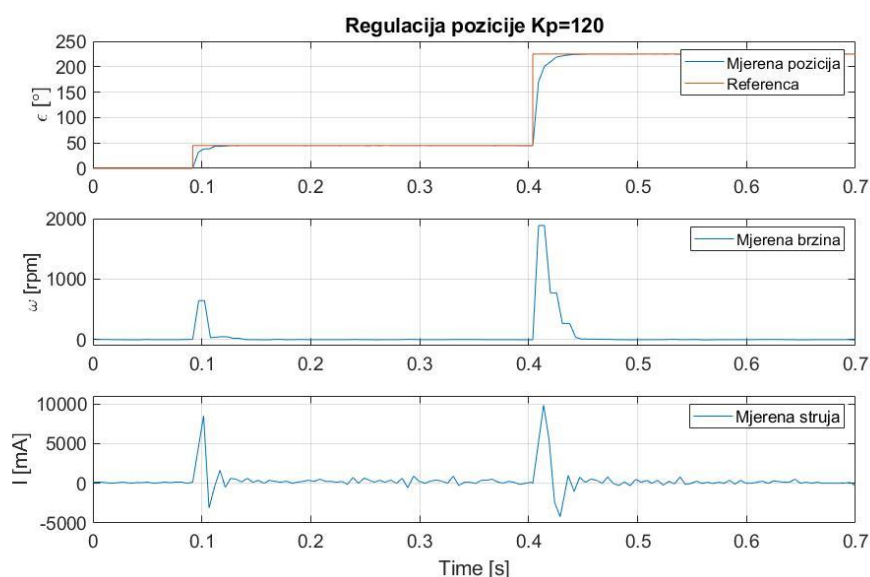 Regulacija pozicije Kp=120
250
200
150
100
50
0
ϵ [°]
Mjerena pozicija
Referenca
0 0.1 0.2 0.3 0.4 0.5 0.6 0.7
2000
1000
0
ω [rpm]
Mjerena brzina
0 0.1 0.2 0.3 0.4 0.5 0.6 0.7
10000
5000
0
-5000
I [mA]
Mjerena struja
0 0.1 0.2 0.3 0.4 0.5 0.6 0.7
Time [s]